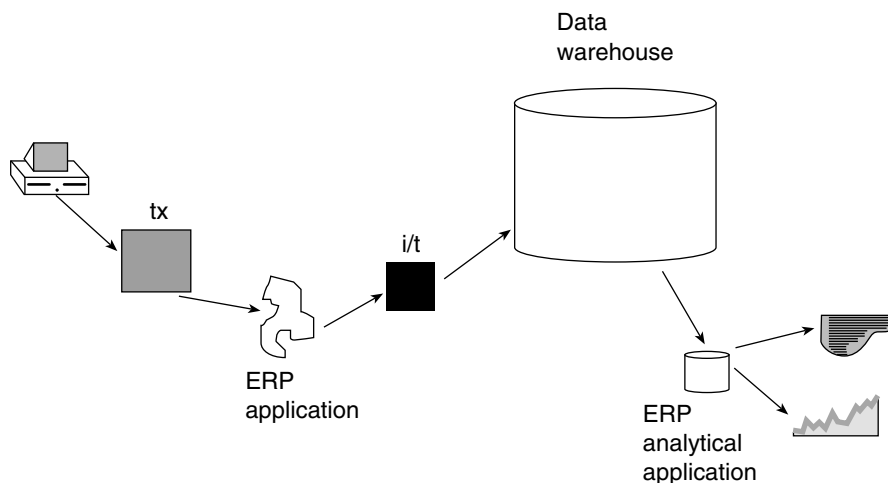 Data
warehouse
tx
i/t
ERP
application
ERP
analytical
application